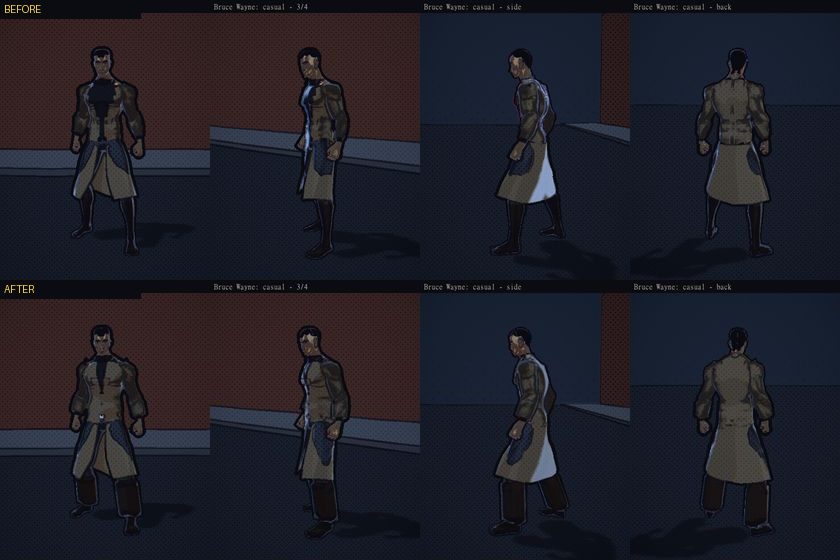 BEFORE
Bruce Wayne: casual - 3/4
Bruce Wayne: casual - side
Bruce Wayne: casual - back
AFTER
Bruce Wayne: casual - 3/4
Bruce Wayne: casual - side
Bruce Wayne: casual - back